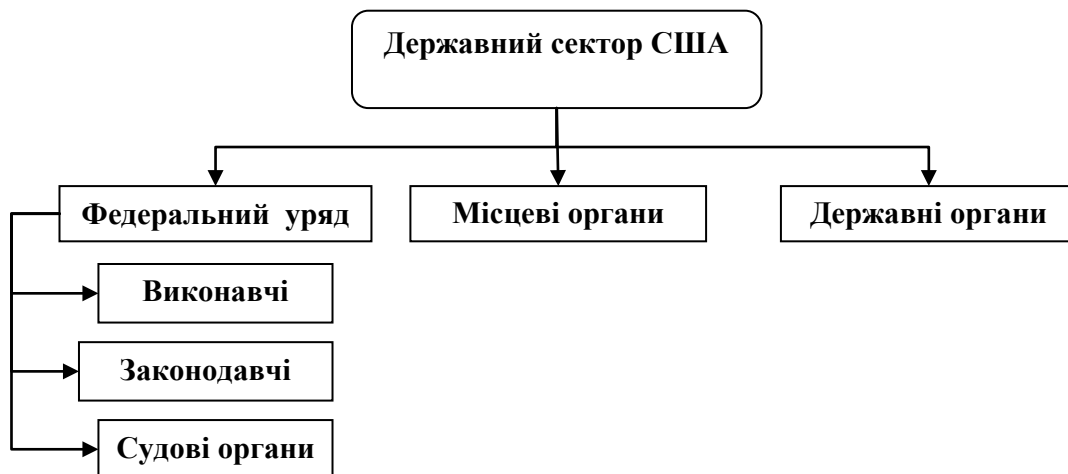 Державний сектор США
Федеральний уряд
Місцеві органи
Державні органи
Виконавчі
Законодавчі
Судові органи